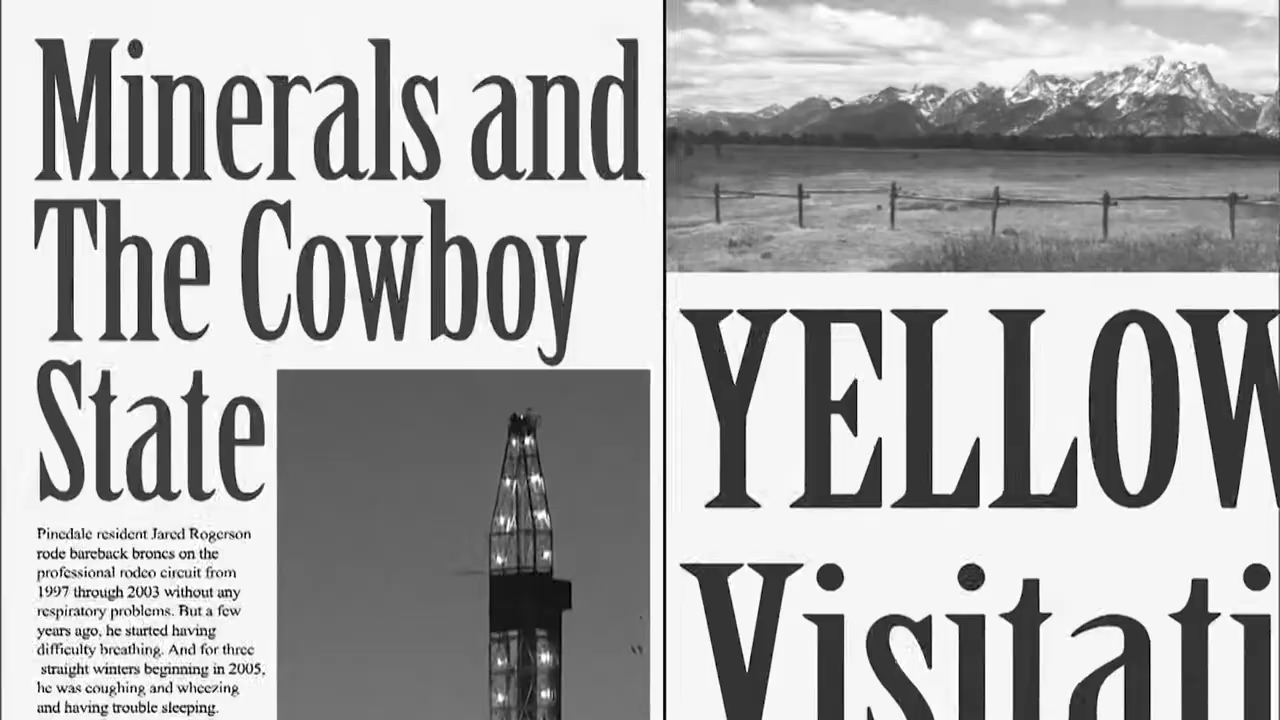 Minerals and
The Cowboy
State
Pinedale resident Jared Rogerson
rode bareback broncs on the
professional rodeo circuit from
1997 through 2003 without any
respiratory problems. But a few
years ago, he started having
difficulty breathing. And for three
straight winters beginning in 2005,
he was coughing and wheezing
and having trouble sleeping.
YELLOW
Visitati